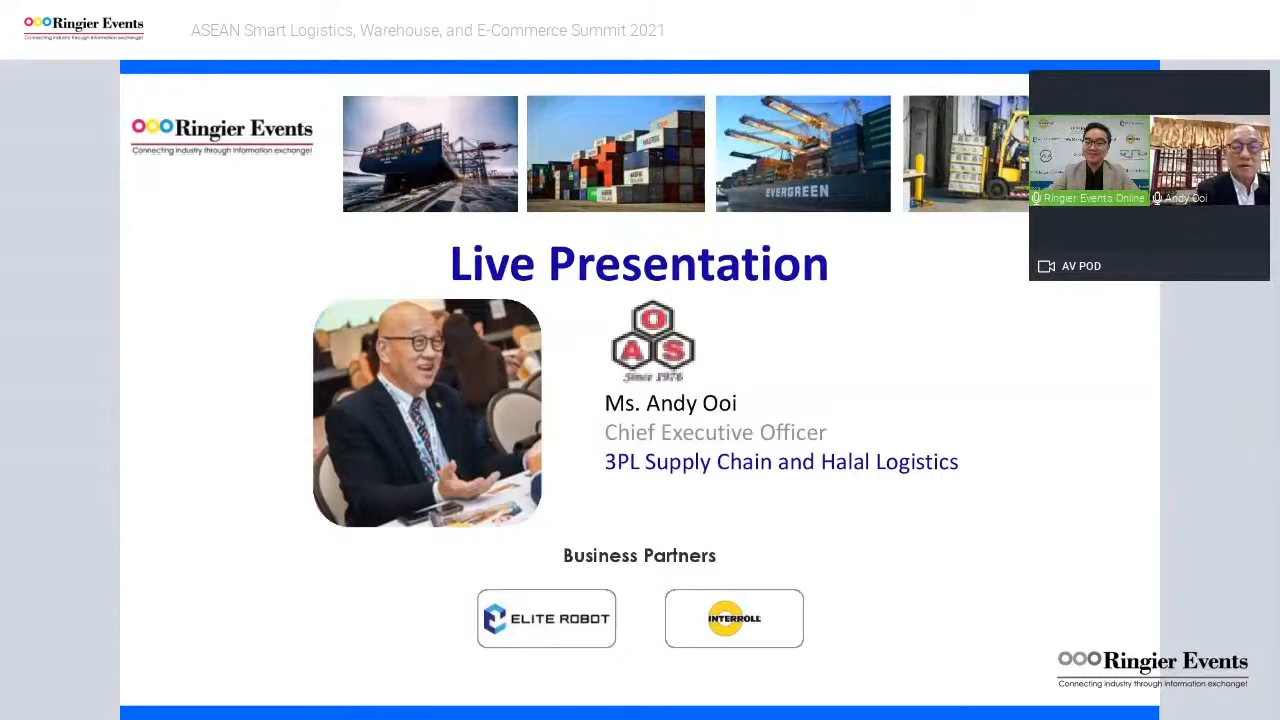 Ringier Events
Connecting industry through information exchange!
ASEAN Smart Logistics, Warehouse, and E-Commerce Summit 2021
Ringier Events
Connecting industry through information exchange!
EVERGREEN
Ringier Events Online
Andy Ooi
AV POD
Live Presentation
O
A S
Since 1976
Ms. Andy Ooi
Chief Executive Officer
3PL Supply Chain and Halal Logistics
Business Partners
ELITE ROBOT
INTERROLL
Ringier Events
Connecting industry through information exchange!